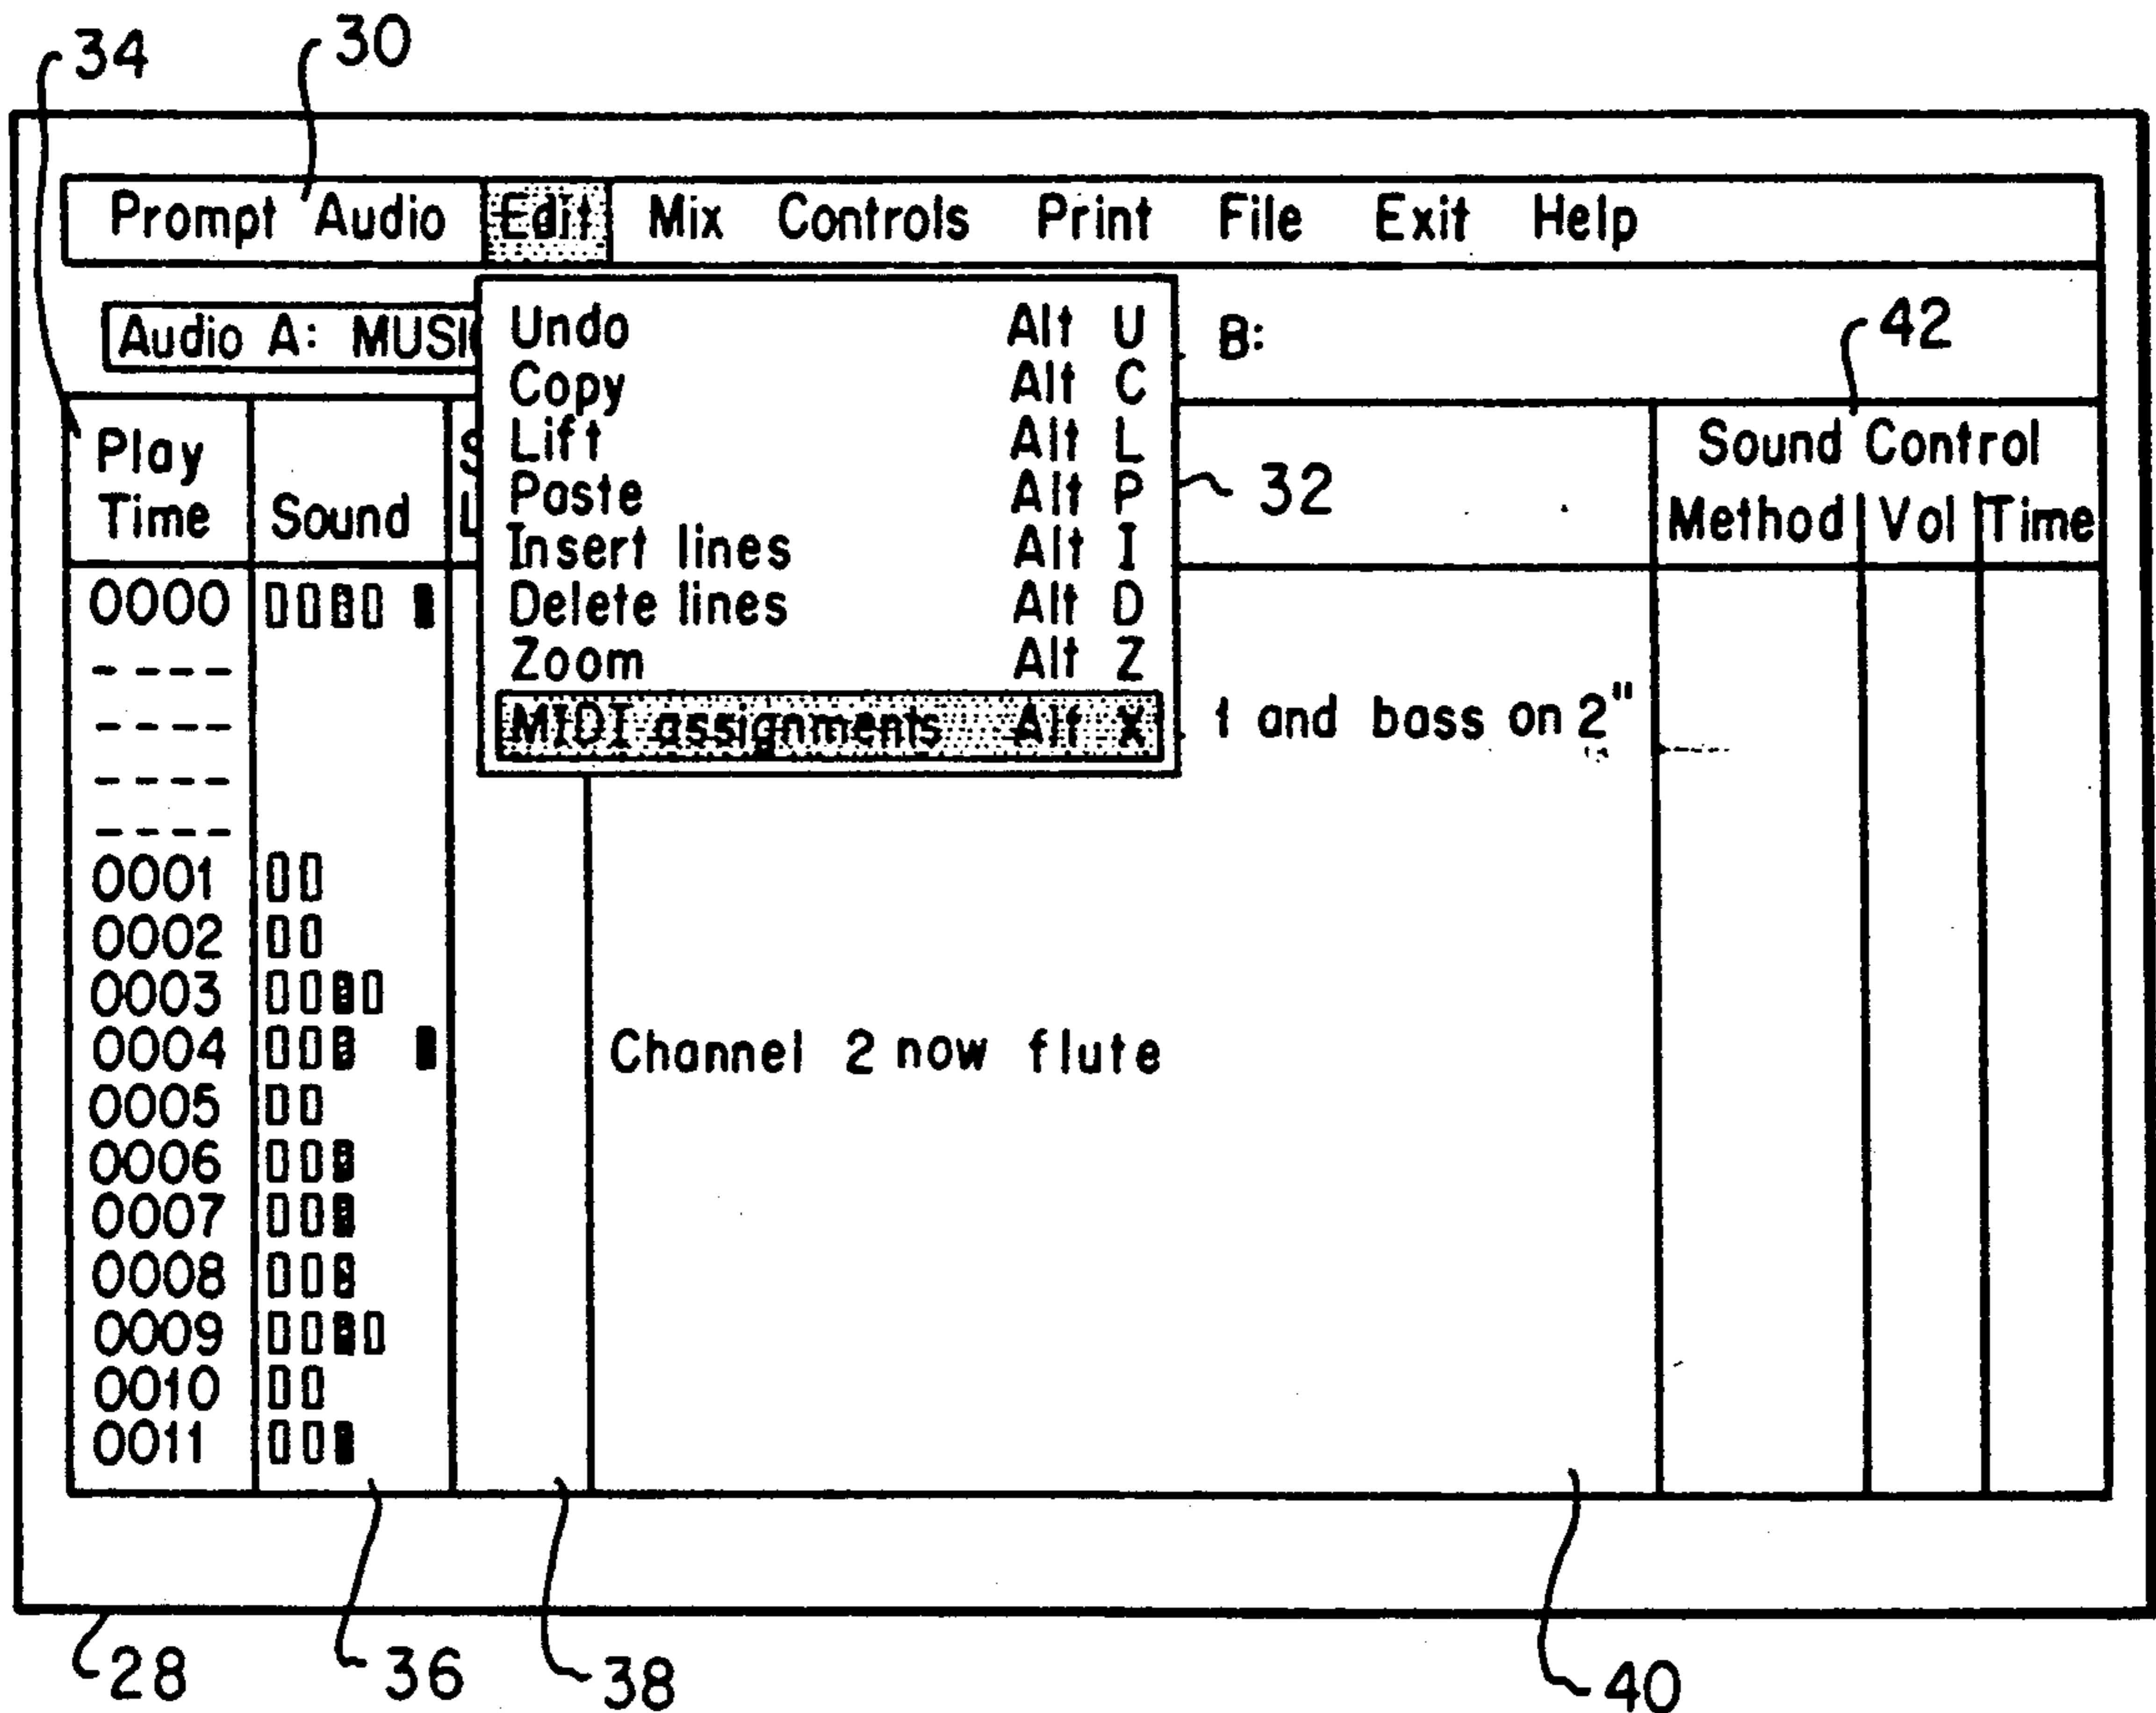 34 30
Prompt Audio Edit Mix Controls Print File Exit Help
Audio A: MUSI B:
42
Undo Alt U
Copy Alt C
Lift Alt L
Paste Alt P
Insert lines Alt I
Delete lines Alt D
Zoom Alt Z
MIDI assignments Alt X
32
Play
Time
Sound
S
L
Sound Control
Method Vol Time
0000
----
---- 1 and bass on 2"
----
----
0001
0002
0003
0004 Channel 2 now flute
0005
0006
0007
0008
0009
0010
0011
28 36 38 40